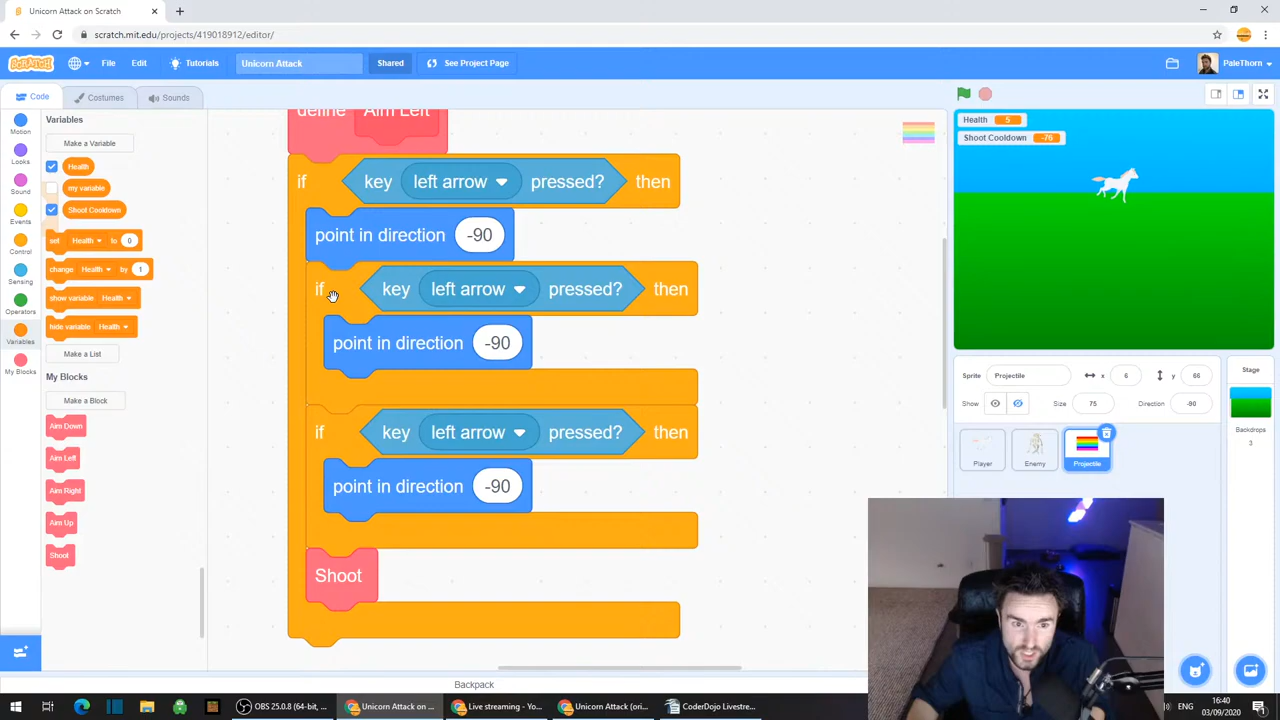 Unicorn Attack on Scratch
scratch.mit.edu/projects/419018912/editor/
SCRATCH
File
Edit
Tutorials
Unicorn Attack
Shared
See Project Page
PaleThorn
Code
Costumes
Sounds
Motion
Looks
Sound
Events
Control
Sensing
Operators
Variables
My Blocks
Variables
Make a Variable
Health
my variable
Shoot Cooldown
set Health to 0
change Health by 1
show variable Health
hide variable Health
Make a List
My Blocks
Make a Block
Aim Down
Aim Left
Aim Right
Aim Up
Shoot
define Aim Left
if key left arrow pressed? then
point in direction -90
if key left arrow pressed? then
point in direction -90
if key left arrow pressed? then
point in direction -90
Shoot
Health 5
Shoot Cooldown -76
Sprite Projectile x 6 y 66
Show Size 75 Direction -90
Player
Enemy
Projectile
Stage
Backdrops
3
Backpack
OBS 25.0.8 (64-bit, ...
Unicorn Attack on ...
Live streaming - Yo...
Unicorn Attack (ori...
CoderDojo Livestre...
ENG
16:40
03/09/2020